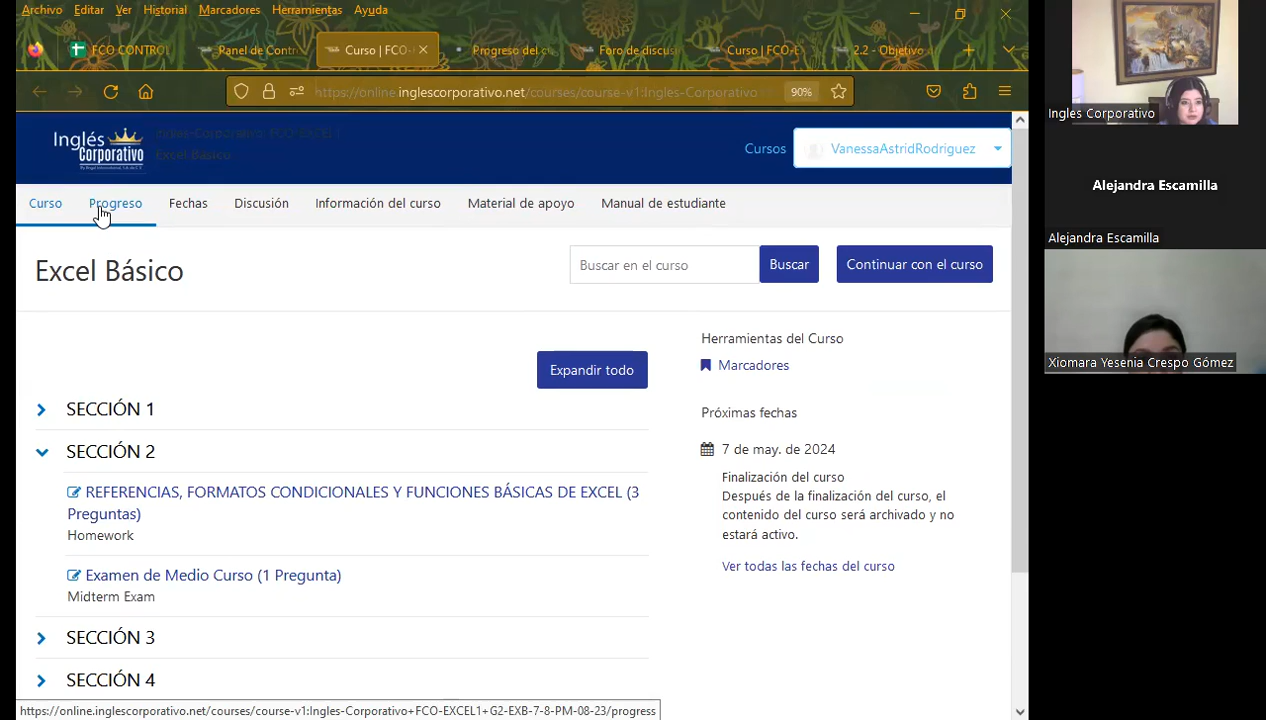 Archivo Editar Ver Historial Marcadores Herramientas Ayuda
FCO CONTROL Panel de Contr Curso | FCO- Progreso del cu Foro de discus Curso | FCO-E 2.2 - Objetivo d
https://online.inglescorporativo.net/courses/course-v1:Ingles-Corporativo 90%
Inglés Corporativo
Ingles-Corporativo: FCO-EXCEL1
Excel Básico
Cursos VanessaAstridRodriguez
Curso Progreso Fechas Discusión Información del curso Material de apoyo Manual de estudiante
Excel Básico
Buscar en el curso Buscar Continuar con el curso
Expandir todo
SECCIÓN 1
SECCIÓN 2
REFERENCIAS, FORMATOS CONDICIONALES Y FUNCIONES BÁSICAS DE EXCEL (3
Preguntas)
Homework
Examen de Medio Curso (1 Pregunta)
Midterm Exam
SECCIÓN 3
SECCIÓN 4
Herramientas del Curso
Marcadores
Próximas fechas
7 de may. de 2024
Finalización del curso
Después de la finalización del curso, el
contenido del curso será archivado y no
estará activo.
Ver todas las fechas del curso
https://online.inglescorporativo.net/courses/course-v1:Ingles-Corporativo+FCO-EXCEL1+G2-EXB-7-8-PM-08-23/progress
Ingles Corporativo
Alejandra Escamilla
Alejandra Escamilla
Xiomara Yesenia Crespo Gómez